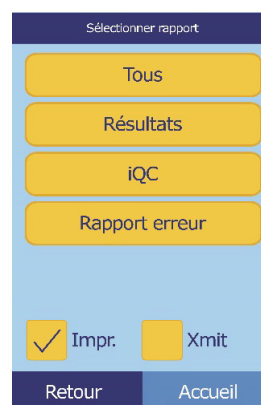 Sélectionner rapport
Tous
Résultats
iQC
Rapport erreur
Impr. Xmit
Retour Accueil